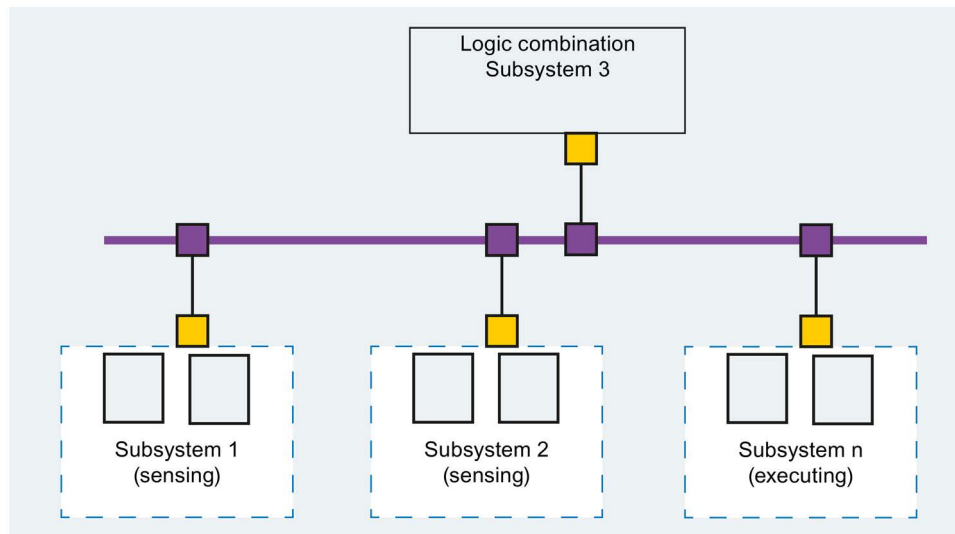 Logic combination
Subsystem 3
Subsystem 1
(sensing)
Subsystem 2
(sensing)
Subsystem n
(executing)